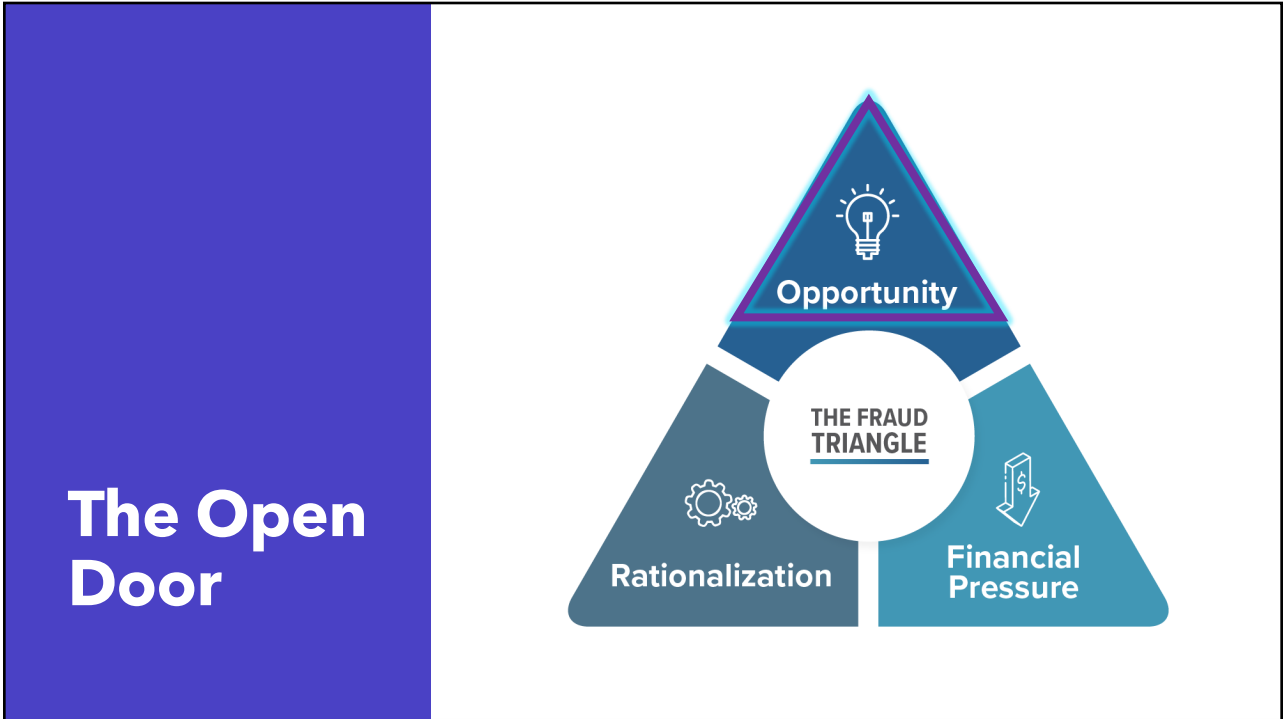 The Open
Door
Opportunity
THE FRAUD
TRIANGLE
Rationalization
$
Financial
Pressure